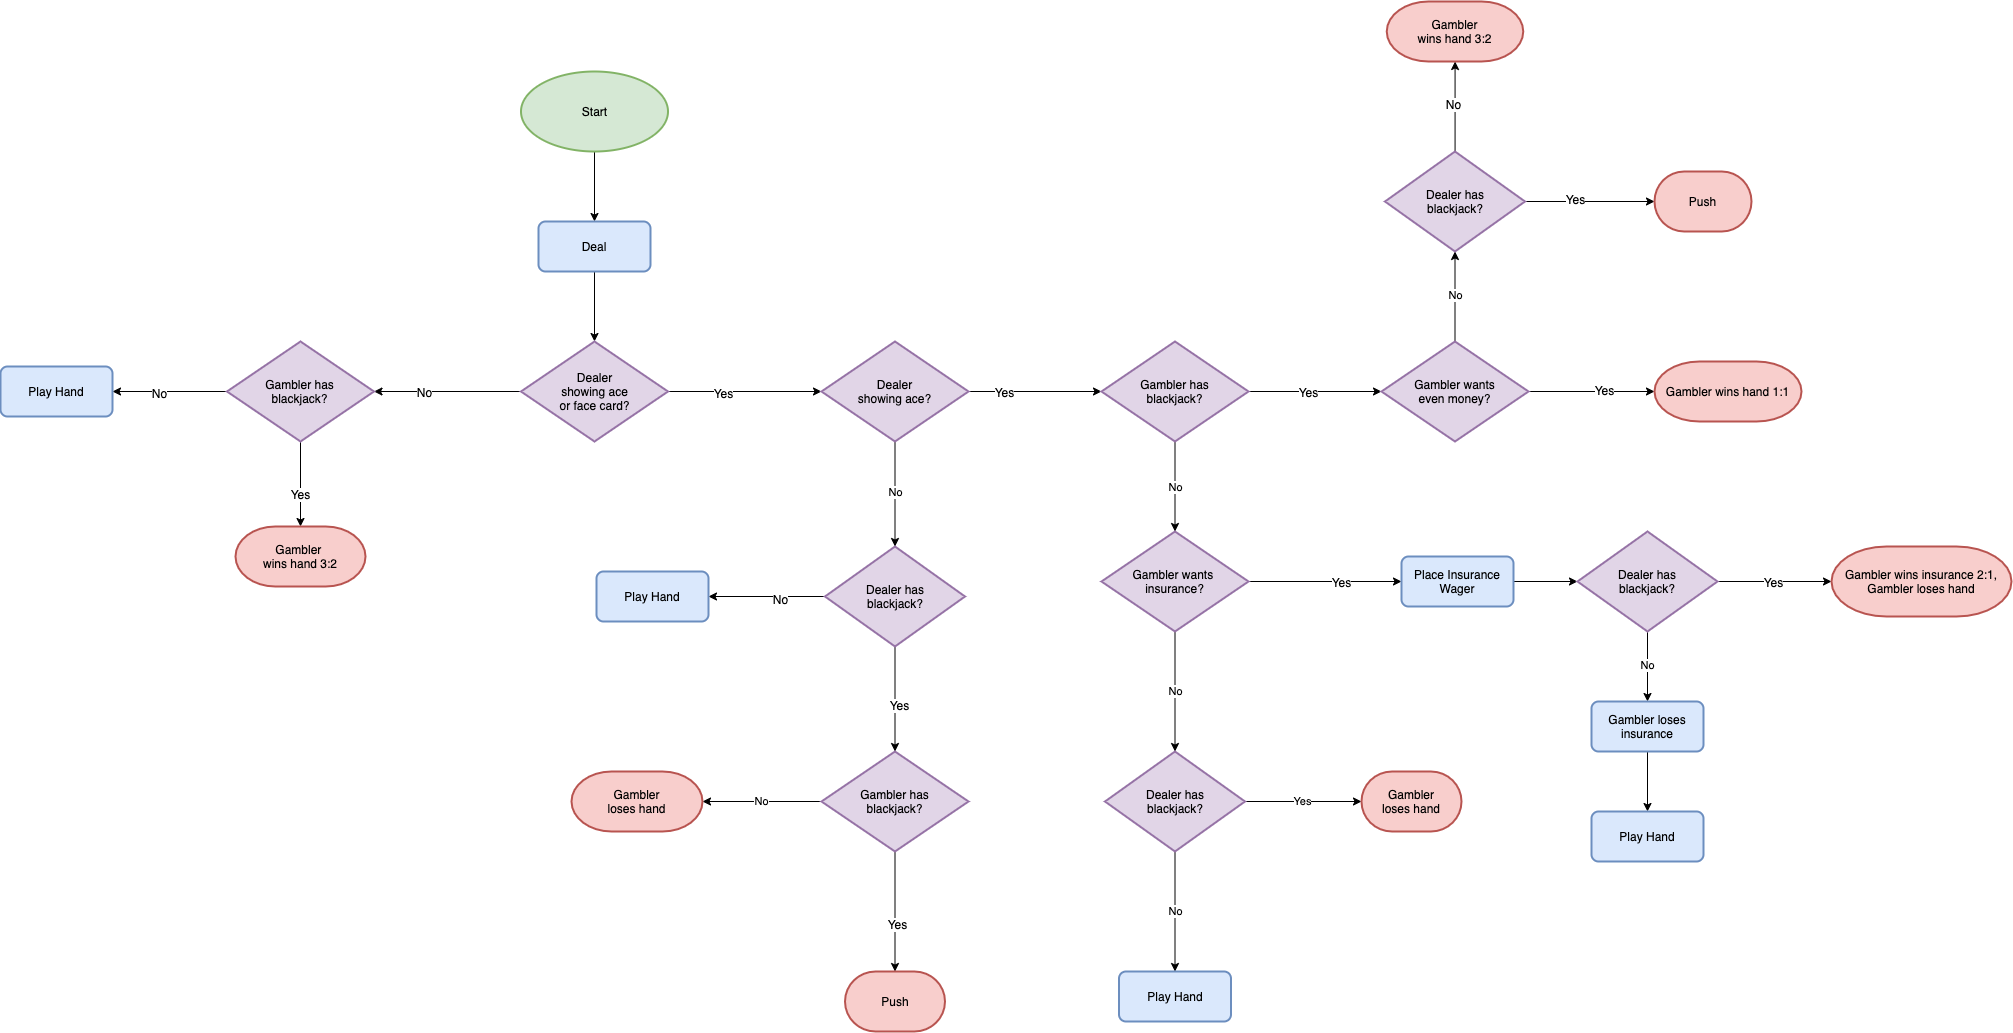 Gambler
wins hand 3:2
No
Start
Dealer has
blackjack?
Yes
Push
Deal
No
Play Hand
No
Gambler has
blackjack?
No
Dealer
showing ace
or face card?
Yes
Dealer
showing ace?
Yes
Gambler has
blackjack?
Yes
Gambler wants
even money?
Yes
Gambler wins hand 1:1
Yes
No
No
Gambler
wins hand 3:2
Play Hand
No
Dealer has
blackjack?
Gambler wants
insurance?
Yes
Place Insurance
Wager
Dealer has
blackjack?
Yes
Gambler wins insurance 2:1,
Gambler loses hand
No
Yes
No
Gambler loses
insurance
Gambler
loses hand
No
Gambler has
blackjack?
Dealer has
blackjack?
Yes
Gambler
loses hand
Play Hand
Yes
No
Push
Play Hand